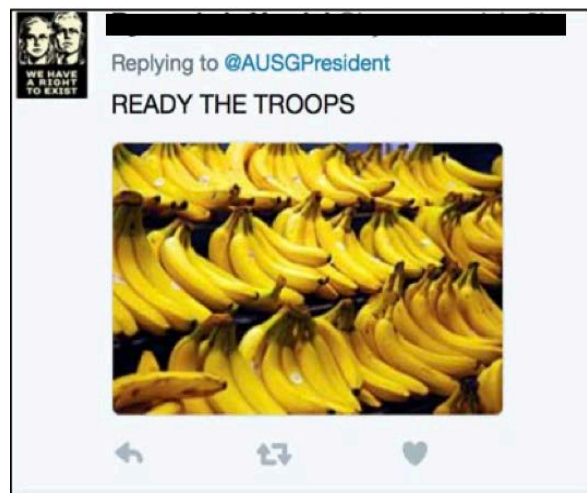 WE HAVE
A RIGHT
TO EXIST
Replying to @AUSGPresident
READY THE TROOPS